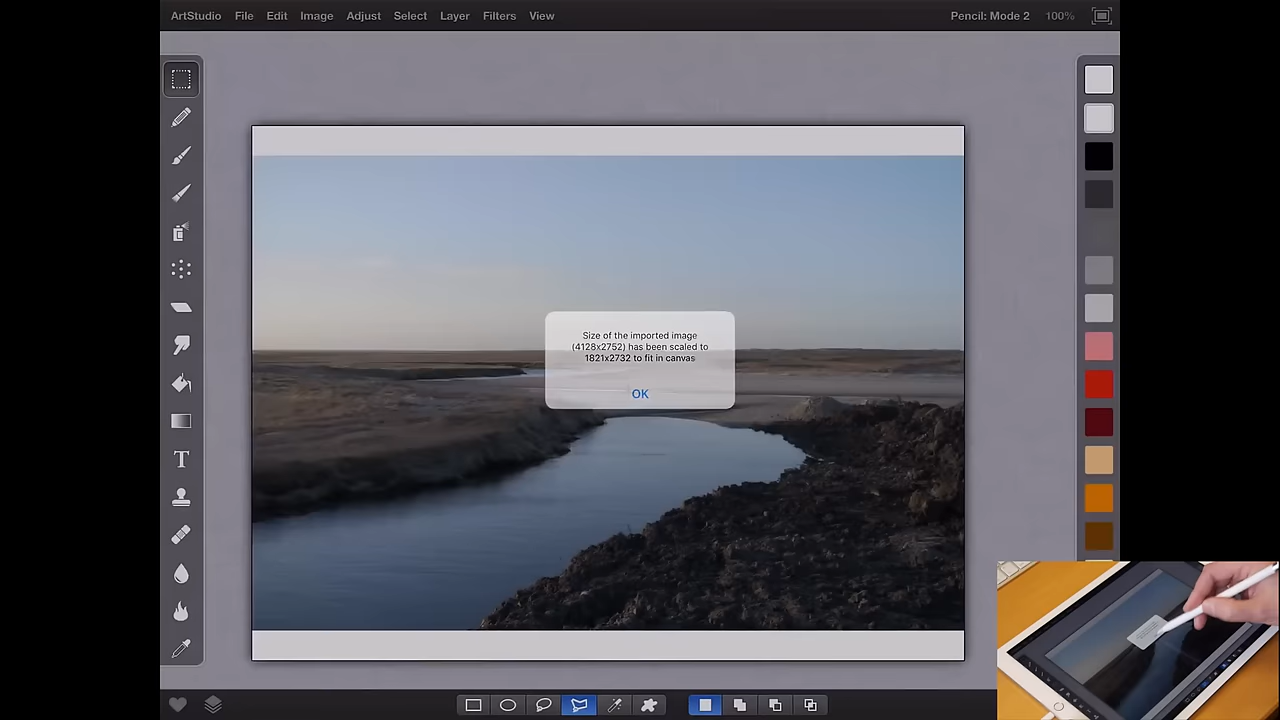 ArtStudio File Edit Image Adjust Select Layer Filters View Pencil: Mode 2 100%
Size of the imported image
(4128x2752) has been scaled to
1821x2732 to fit in canvas
OK
T